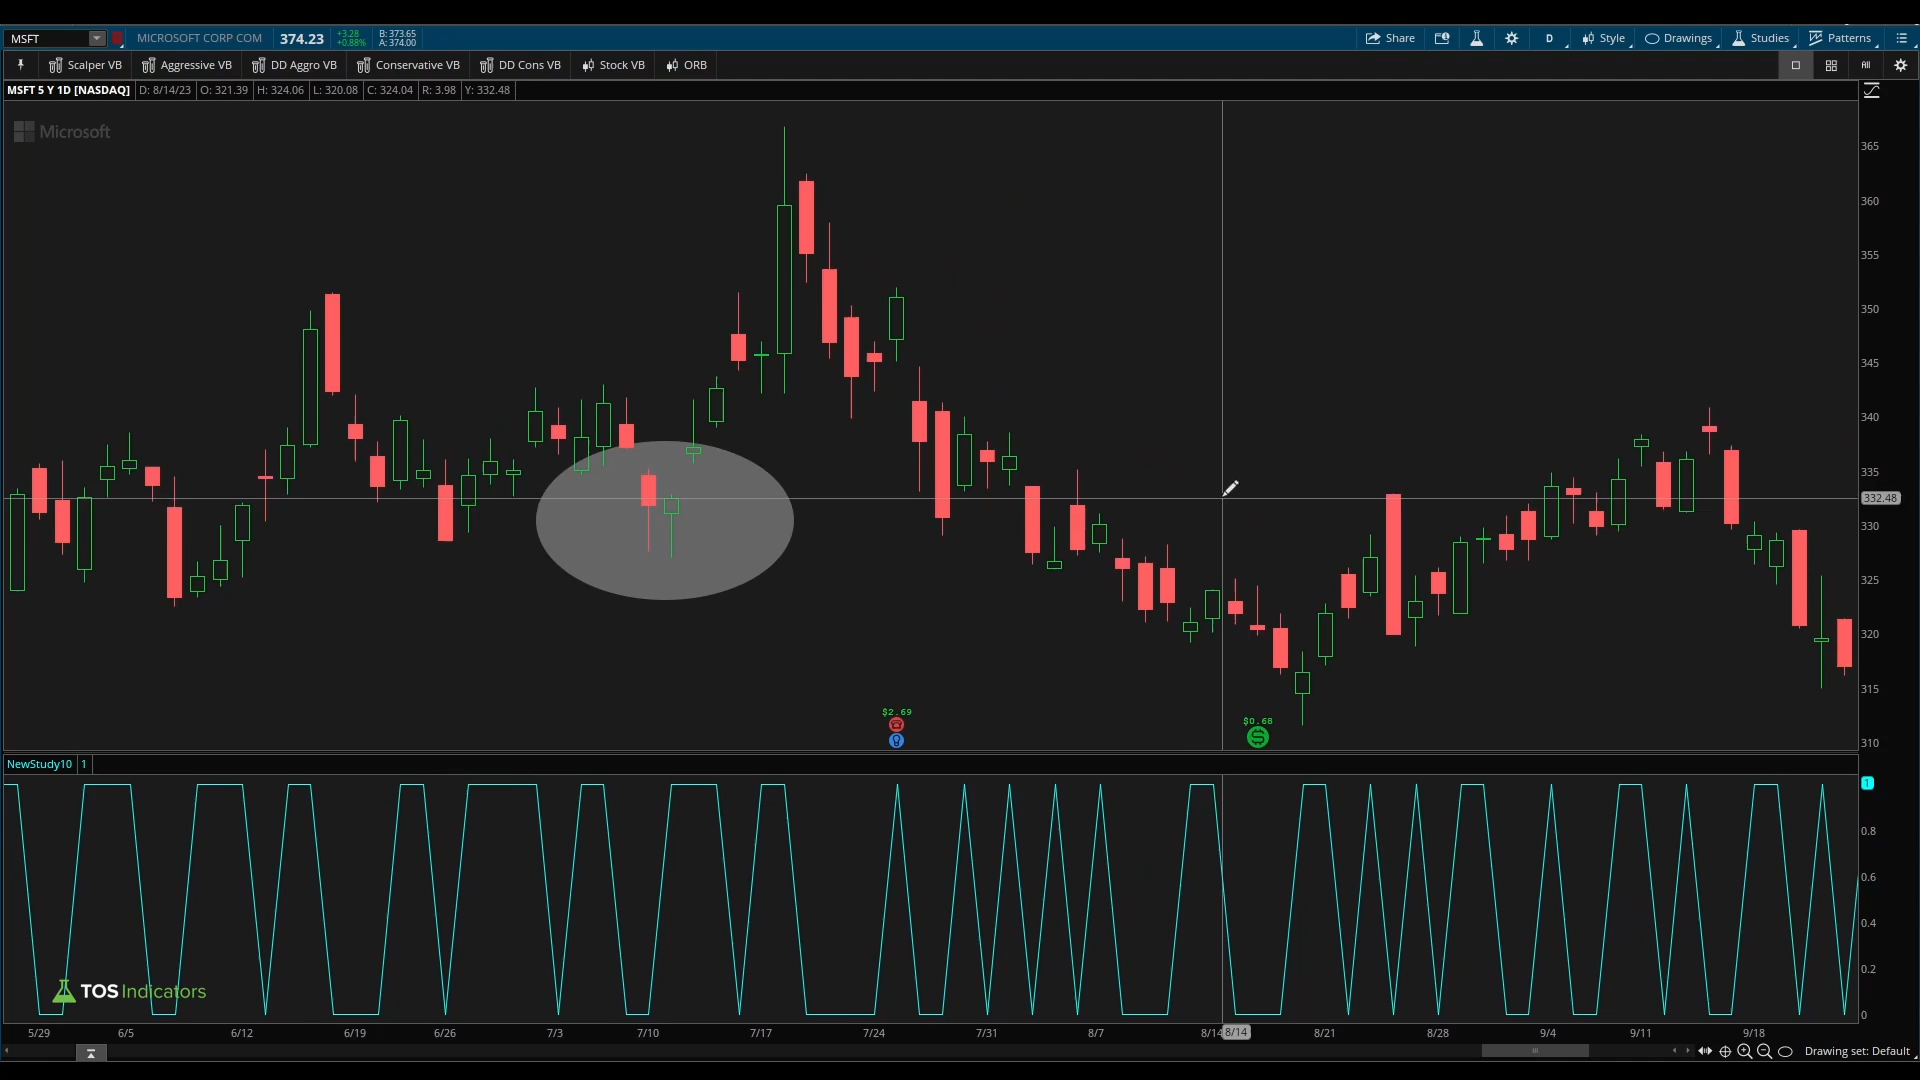 MSFT
MICROSOFT CORP COM
374.23
+3.28
+0.88%
B: 373.65
A: 374.00
Share
D
Style
Drawings
Studies
Patterns
Scalper VB
Aggressive VB
DD Aggro VB
Conservative VB
DD Cons VB
Stock VB
ORB
All
MSFT 5 Y 1D [NASDAQ] D: 8/14/23 O: 321.39 H: 324.06 L: 320.08 C: 324.04 R: 3.98 Y: 332.48
Microsoft
365
360
355
350
345
340
335
332.48
330
325
320
315
310
$2.69
$0.68
NewStudy10 1
1
0.8
0.6
0.4
0.2
0
TOS Indicators
5/29 6/5 6/12 6/19 6/26 7/3 7/10 7/17 7/24 7/31 8/7 8/14 8/14 8/21 8/28 9/4 9/11 9/18
Drawing set: Default